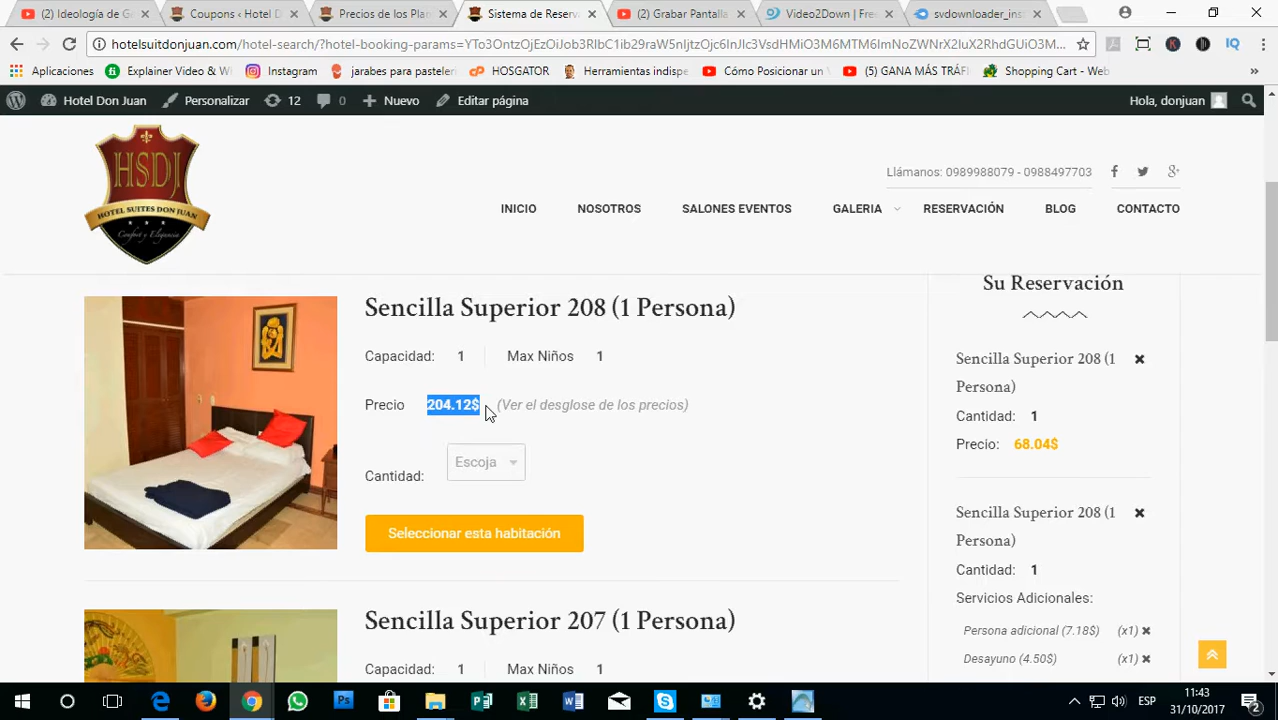 (2) Ideología de Gé
Coupons ‹ Hotel D
Precios de los Plan
Sistema de Reserv
(2) Grabar Pantalla
Video2Down | Free
svdownloader_inst
hotelsuitdonjuan.com/hotel-search/?hotel-booking-params=
Aplicaciones
Explainer Video & Wi
Instagram
jarabes para pasteler
HOSGATOR
Herramientas indispe
Cómo Posicionar un V
(5) GANA MÁS TRÁF
Shopping Cart - Web
Hotel Don Juan
Personalizar
12
0
Nuevo
Editar página
Hola, donjuan
HSDJ
HOTEL SUITES DON JUAN
Confort y Elegancia
Llámanos: 0989988079 - 0988497703
INICIO
NOSOTROS
SALONES EVENTOS
GALERIA
RESERVACIÓN
BLOG
CONTACTO
Sencilla Superior 208 (1 Persona)
Capacidad: 1
Max Niños 1
Precio 204.12$ (Ver el desglose de los precios)
Cantidad: Escoja
Seleccionar esta habitación
Sencilla Superior 207 (1 Persona)
Capacidad: 1
Max Niños 1
Su Reservación
Sencilla Superior 208 (1
Persona)
Cantidad: 1
Precio: 68.04$
Sencilla Superior 208 (1
Persona)
Cantidad: 1
Servicios Adicionales:
Persona adicional (7.18$) (x1)
Desayuno (4.50$) (x1)
ESP
11:43
31/10/2017
2